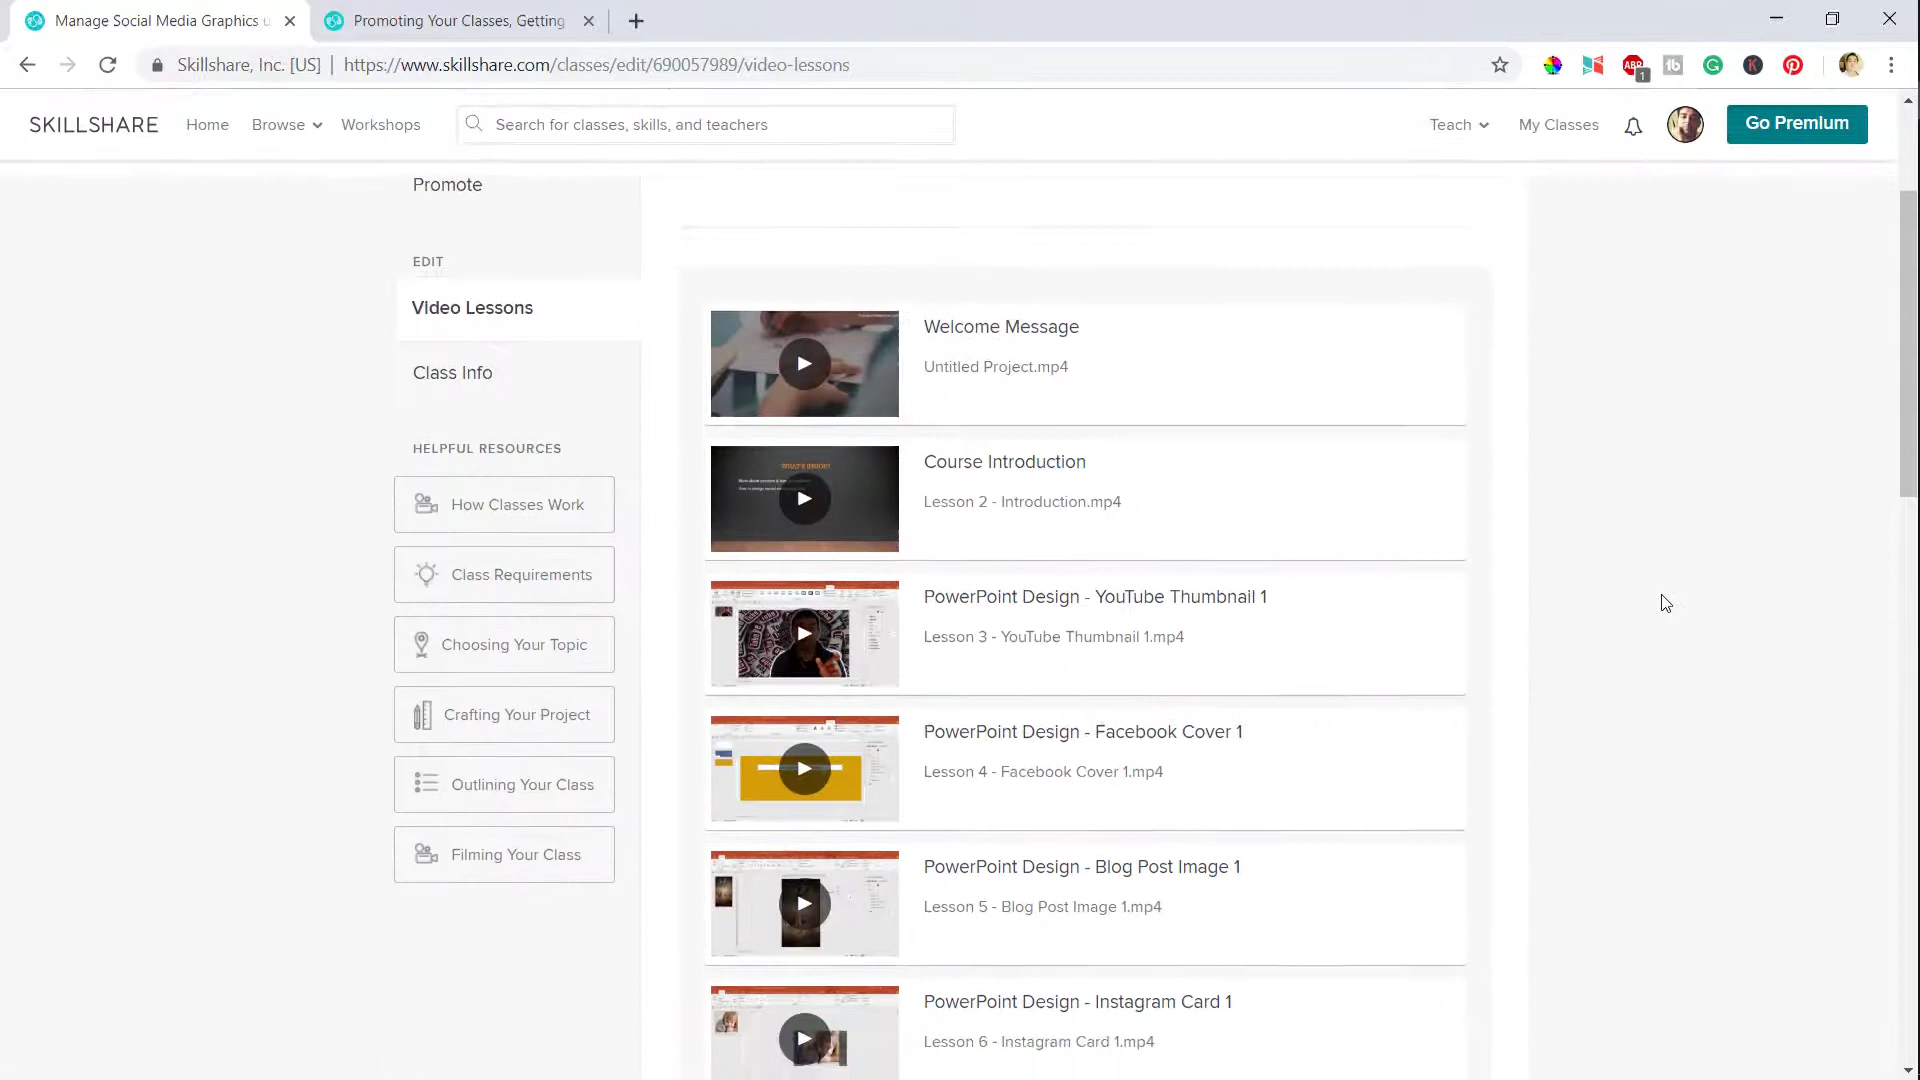 Manage Social Media Graphics u
Promoting Your Classes, Getting
Skillshare, Inc. [US] | https://www.skillshare.com/classes/edit/690057989/video-lessons
ABP
1
tb
G
K
SKILLSHARE
Home
Browse
Workshops
Search for classes, skills, and teachers
Teach
My Classes
Go Premium
Promote
EDIT
Video Lessons
Class Info
HELPFUL RESOURCES
How Classes Work
Class Requirements
Choosing Your Topic
Crafting Your Project
Outlining Your Class
Filming Your Class
Welcome Message
Untitled Project.mp4
WHAT'S INSIDE?
Course Introduction
Lesson 2 - Introduction.mp4
PowerPoint Design - YouTube Thumbnail 1
Lesson 3 - YouTube Thumbnail 1.mp4
PowerPoint Design - Facebook Cover 1
Lesson 4 - Facebook Cover 1.mp4
PowerPoint Design - Blog Post Image 1
Lesson 5 - Blog Post Image 1.mp4
PowerPoint Design - Instagram Card 1
Lesson 6 - Instagram Card 1.mp4